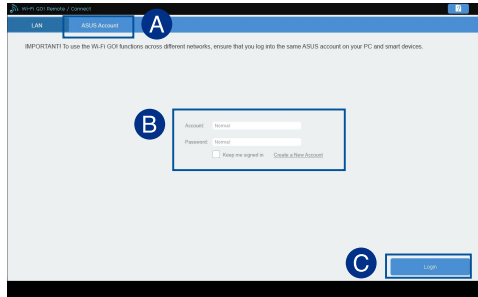 Wi-Fi GO! Remote / Connect ?
LAN ASUS Account A
IMPORTANT! To use the Wi-Fi GO! functions across different networks, ensure that you log into the same ASUS account on your PC and smart devices.
B
Account: Normal
Password: Normal
Keep me signed in Create a New Account
C Login